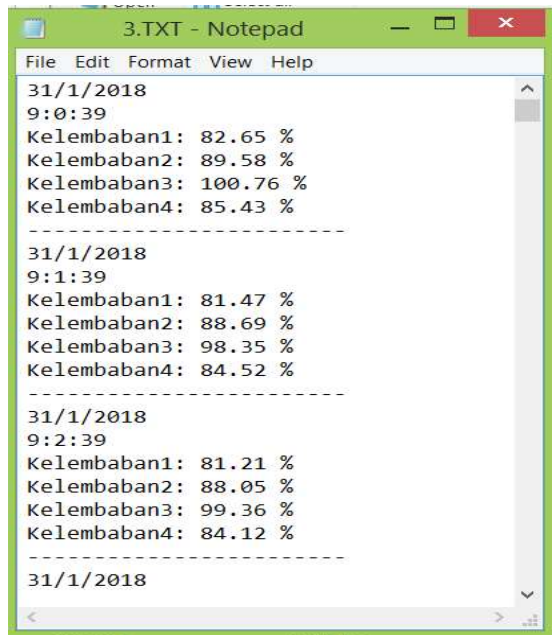 3.TXT - Notepad
File Edit Format View Help
31/1/2018
9:0:39
Kelembaban1: 82.65 %
Kelembaban2: 89.58 %
Kelembaban3: 100.76 %
Kelembaban4: 85.43 %
-------------------------
31/1/2018
9:1:39
Kelembaban1: 81.47 %
Kelembaban2: 88.69 %
Kelembaban3: 98.35 %
Kelembaban4: 84.52 %
-------------------------
31/1/2018
9:2:39
Kelembaban1: 81.21 %
Kelembaban2: 88.05 %
Kelembaban3: 99.36 %
Kelembaban4: 84.12 %
-------------------------
31/1/2018